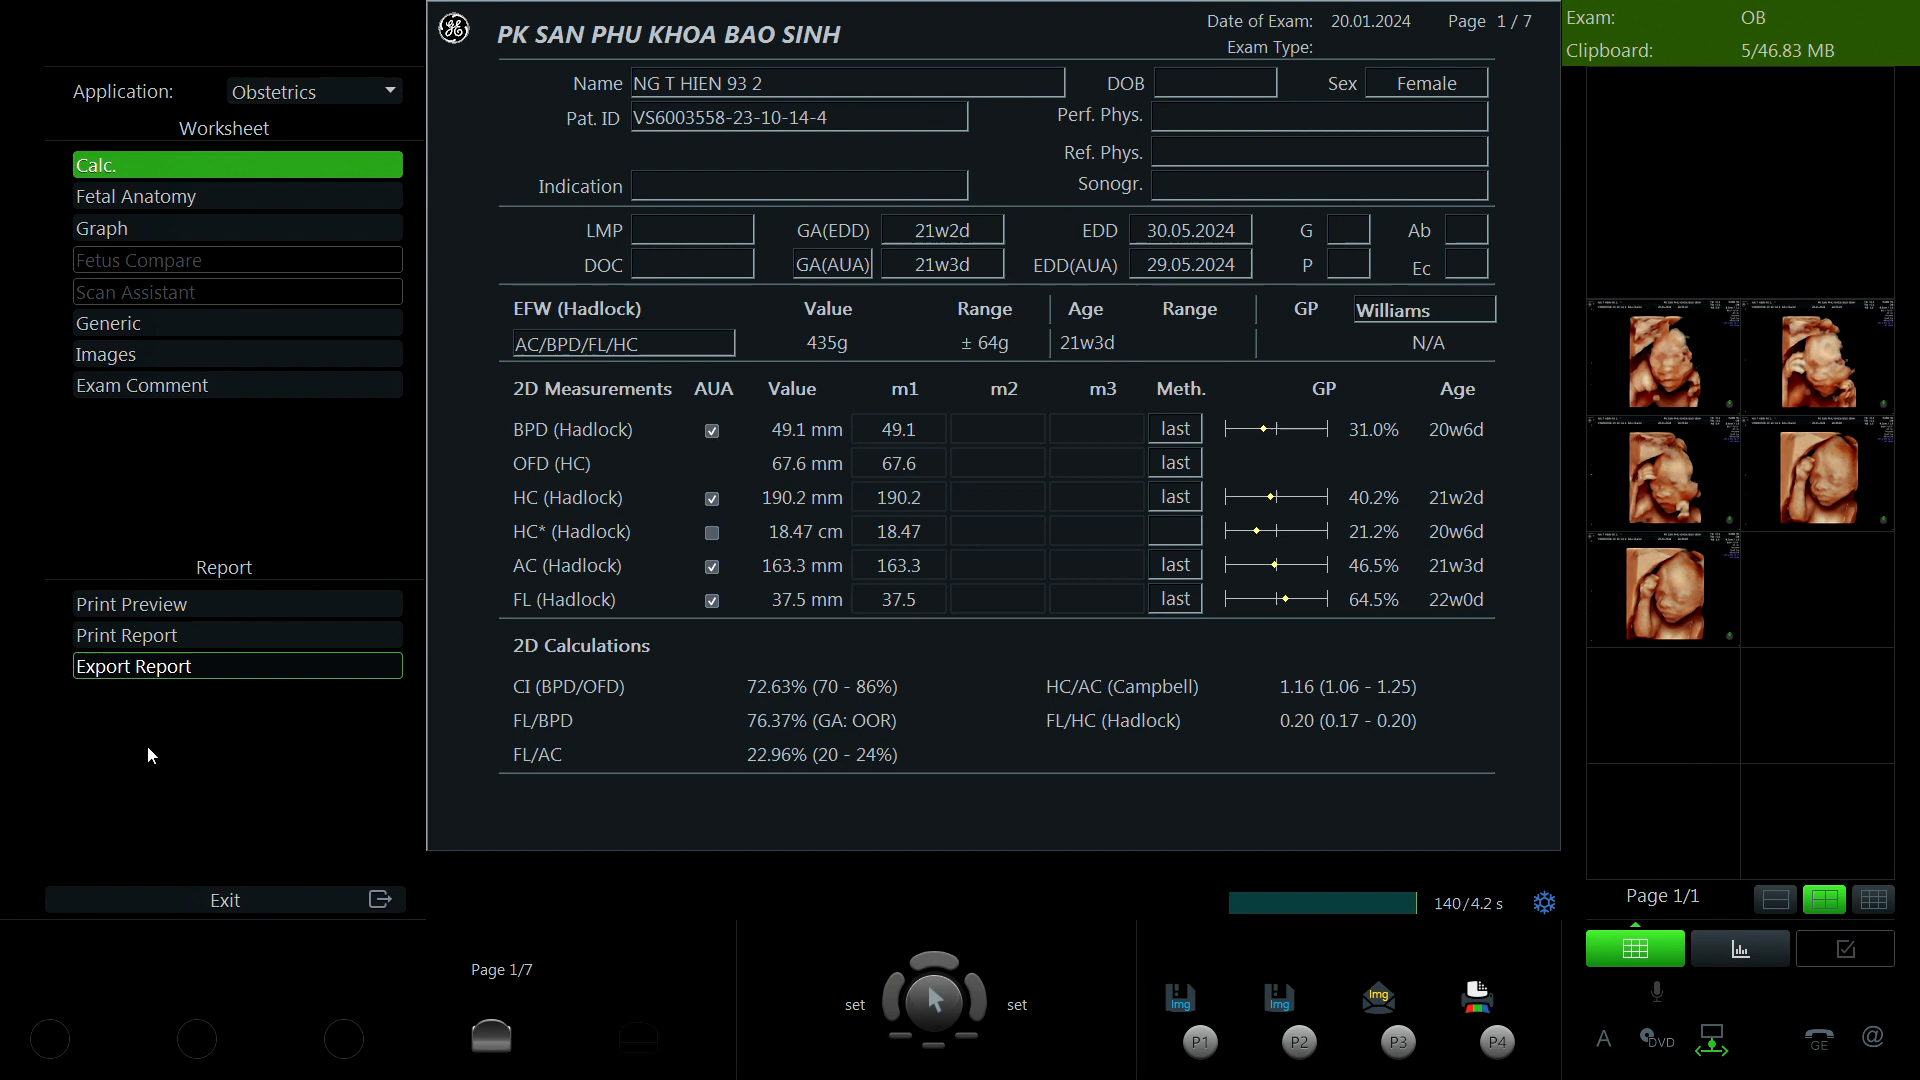 PK SAN PHU KHOA BAO SINH
Date of Exam: 20.01.2024 Page 1 / 7
Exam Type:
Exam: OB
Clipboard: 5/46.83 MB
Application: Obstetrics
Worksheet
Calc.
Fetal Anatomy
Graph
Fetus Compare
Scan Assistant
Generic
Images
Exam Comment
Report
Print Preview
Print Report
Export Report
Exit
Name NG T HIEN 93 2 DOB Sex Female
Pat. ID VS6003558-23-10-14-4 Perf. Phys.
Ref. Phys.
Indication Sonogr.
LMP GA(EDD) 21w2d EDD 30.05.2024 G Ab
DOC GA(AUA) 21w3d EDD(AUA) 29.05.2024 P Ec
EFW (Hadlock) Value Range Age Range GP Williams
AC/BPD/FL/HC 435g ± 64g 21w3d N/A
2D Measurements AUA Value m1 m2 m3 Meth. GP Age
BPD (Hadlock) 49.1 mm 49.1 last 31.0% 20w6d
OFD (HC) 67.6 mm 67.6 last
HC (Hadlock) 190.2 mm 190.2 last 40.2% 21w2d
HC* (Hadlock) 18.47 cm 18.47 21.2% 20w6d
AC (Hadlock) 163.3 mm 163.3 last 46.5% 21w3d
FL (Hadlock) 37.5 mm 37.5 last 64.5% 22w0d
2D Calculations
CI (BPD/OFD) 72.63% (70 - 86%) HC/AC (Campbell) 1.16 (1.06 - 1.25)
FL/BPD 76.37% (GA: OOR) FL/HC (Hadlock) 0.20 (0.17 - 0.20)
FL/AC 22.96% (20 - 24%)
140/4.2 s
Page 1/1
Page 1/7
set set
Img Img Img
P1 P2 P3 P4
A DVD GE @